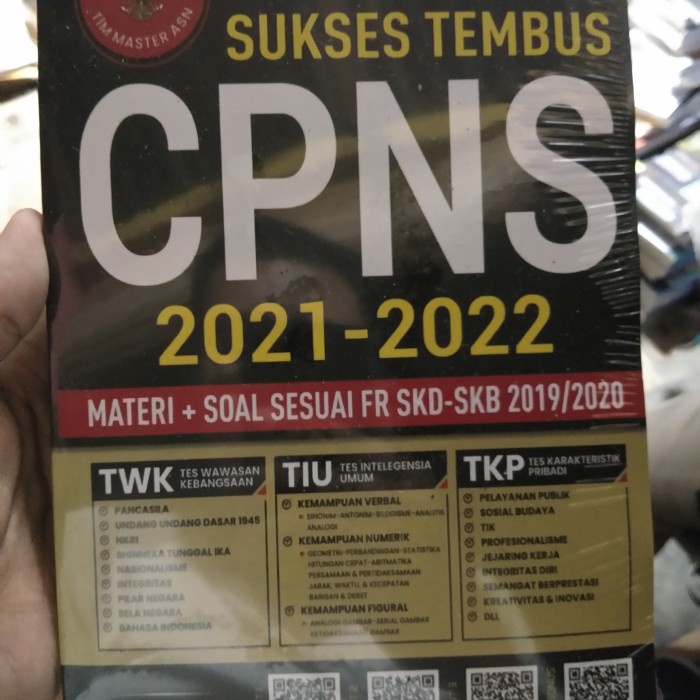 TIM MASTER ASN
SUKSES TEMBUS
CPNS
2021-2022
MATERI + SOAL SESUAI FR SKD-SKB 2019/2020
TWK TES WAWASAN
KEBANGSAAN
PANCASILA
UNDANG UNDANG DASAR 1945
NKRI
BHINNEKA TUNGGAL IKA
NASIONALISME
INTEGRITAS
PILAR NEGARA
BELA NEGARA
BAHASA INDONESIA
TIU TES INTELEGENSIA
UMUM
KEMAMPUAN VERBAL
SINONIM-ANTONIM-SILOGISME-ANALITIS
ANALOGI
KEMAMPUAN NUMERIK
GEOMETRI-PERBANDINGAN-STATISTIKA
HITUNGAN CEPAT-ARITMATIKA
PERSAMAAN & PERTIDAKSAMAAN
JARAK, WAKTU, & KECEPATAN
BARISAN & DERET
KEMAMPUAN FIGURAL
ANALOGI GAMBAR-SERIAL GAMBAR
KETIDAKSAMAAN GAMBAR
TKP TES KARAKTERISTIK
PRIBADI
PELAYANAN PUBLIK
SOSIAL BUDAYA
TIK
PROFESIONALISME
JEJARING KERJA
INTEGRITAS DIRI
SEMANGAT BERPRESTASI
KREATIVITAS & INOVASI
DLL